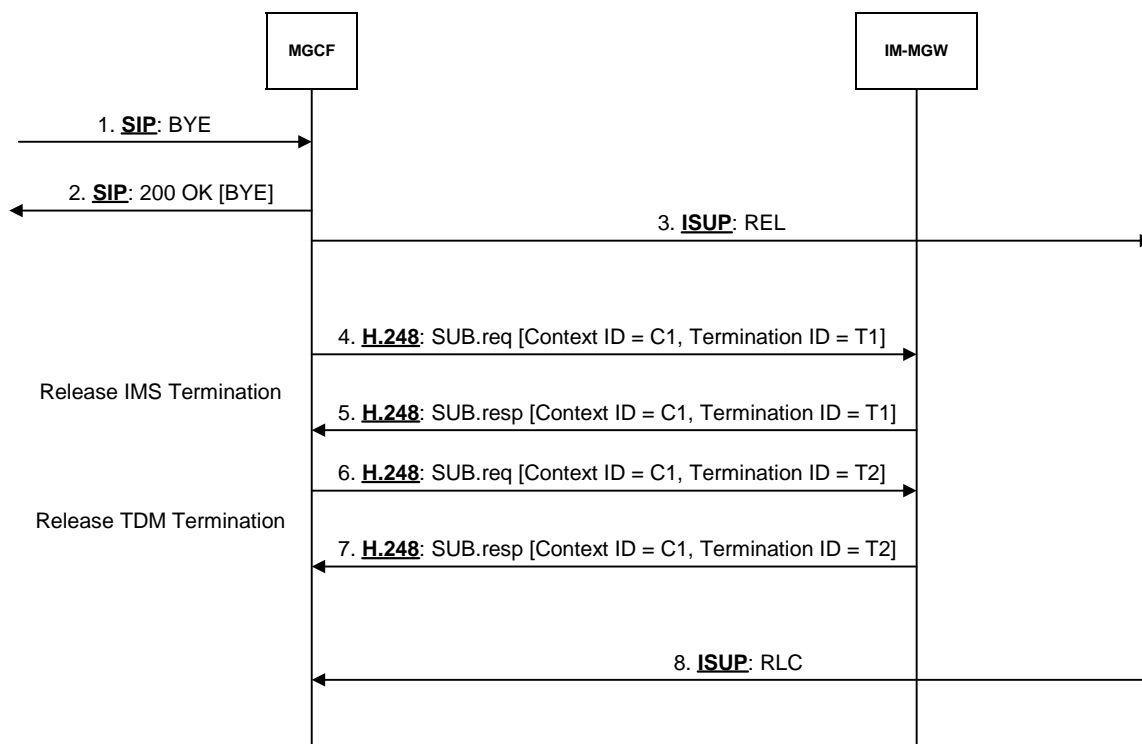 MGCF
IM-MGW
1. SIP: BYE
2. SIP: 200 OK [BYE]
3. ISUP: REL
4. H.248: SUB.req [Context ID = C1, Termination ID = T1]
Release IMS Termination
5. H.248: SUB.resp [Context ID = C1, Termination ID = T1]
6. H.248: SUB.req [Context ID = C1, Termination ID = T2]
Release TDM Termination
7. H.248: SUB.resp [Context ID = C1, Termination ID = T2]
8. ISUP: RLC